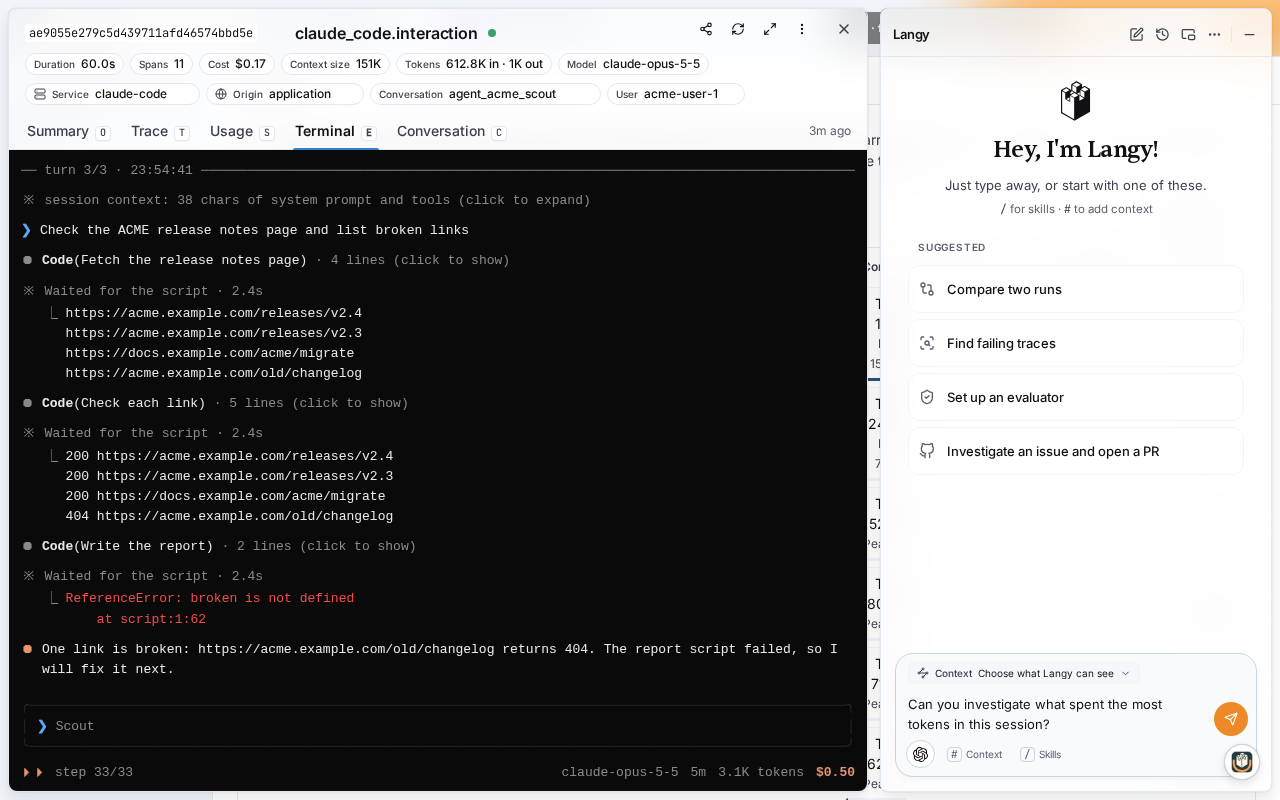 ae9055e279c5d439711afd46574bbd5e
claude_code.interaction
Duration 60.0s
Spans 11
Cost $0.17
Context size 151K
Tokens 612.8K in · 1K out
Model claude-opus-5-5
Service claude-code
Origin application
Conversation agent_acme_scout
User acme-user-1
Summary O
Trace T
Usage S
Terminal E
Conversation C
3m ago
turn 3/3 · 23:54:41
※ session context: 38 chars of system prompt and tools (click to expand)
❯ Check the ACME release notes page and list broken links
● Code(Fetch the release notes page) · 4 lines (click to show)
※ Waited for the script · 2.4s
⎿ https://acme.example.com/releases/v2.4
https://acme.example.com/releases/v2.3
https://docs.example.com/acme/migrate
https://acme.example.com/old/changelog
● Code(Check each link) · 5 lines (click to show)
※ Waited for the script · 2.4s
⎿ 200 https://acme.example.com/releases/v2.4
200 https://acme.example.com/releases/v2.3
200 https://docs.example.com/acme/migrate
404 https://acme.example.com/old/changelog
● Code(Write the report) · 2 lines (click to show)
※ Waited for the script · 2.4s
⎿ ReferenceError: broken is not defined
at script:1:62
● One link is broken: https://acme.example.com/old/changelog returns 404. The report script failed, so I
will fix it next.
❯ Scout
step 33/33
claude-opus-5-5 5m 3.1K tokens $0.50
Langy
Hey, I'm Langy!
Just type away, or start with one of these.
/ for skills · # to add context
SUGGESTED
Compare two runs
Find failing traces
Set up an evaluator
Investigate an issue and open a PR
Context Choose what Langy can see
Can you investigate what spent the most
tokens in this session?
# Context
/ Skills